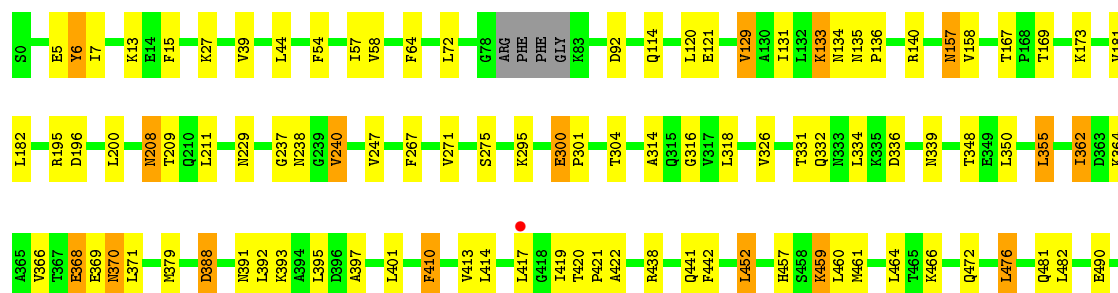 S0 E5 Y6 I7 K13 E14 F15 K27 V39 L44 F54 I57 V58 F64 L72 G78 ARG PHE PHE GLY K83 D92 Q114 L120 E121 V129 A130 I131 L132 K133 N134 N135 P136 R140 N157 V158 T167 P168 T169 K173 V181
L182 R195 D196 L200 N208 T209 Q210 L211 N229 G237 N238 G239 V240 V247 F267 V271 S275 K295 E300 P301 T304 A314 Q315 G316 V317 L318 V326 T331 Q332 N333 L334 K335 D336 N339 T348 E349 L350 L355 I362 D363 K364
A365 V366 T367 E368 E369 N370 L371 M379 D388 N391 L392 K393 A394 L395 D396 A397 L401 F410 V413 L414 L417 G418 I419 T420 P421 A422 R438 Q441 F442 L452 H457 S458 K459 L460 M461 L464 T465 K466 Q472 L476 Q481 L482 E490